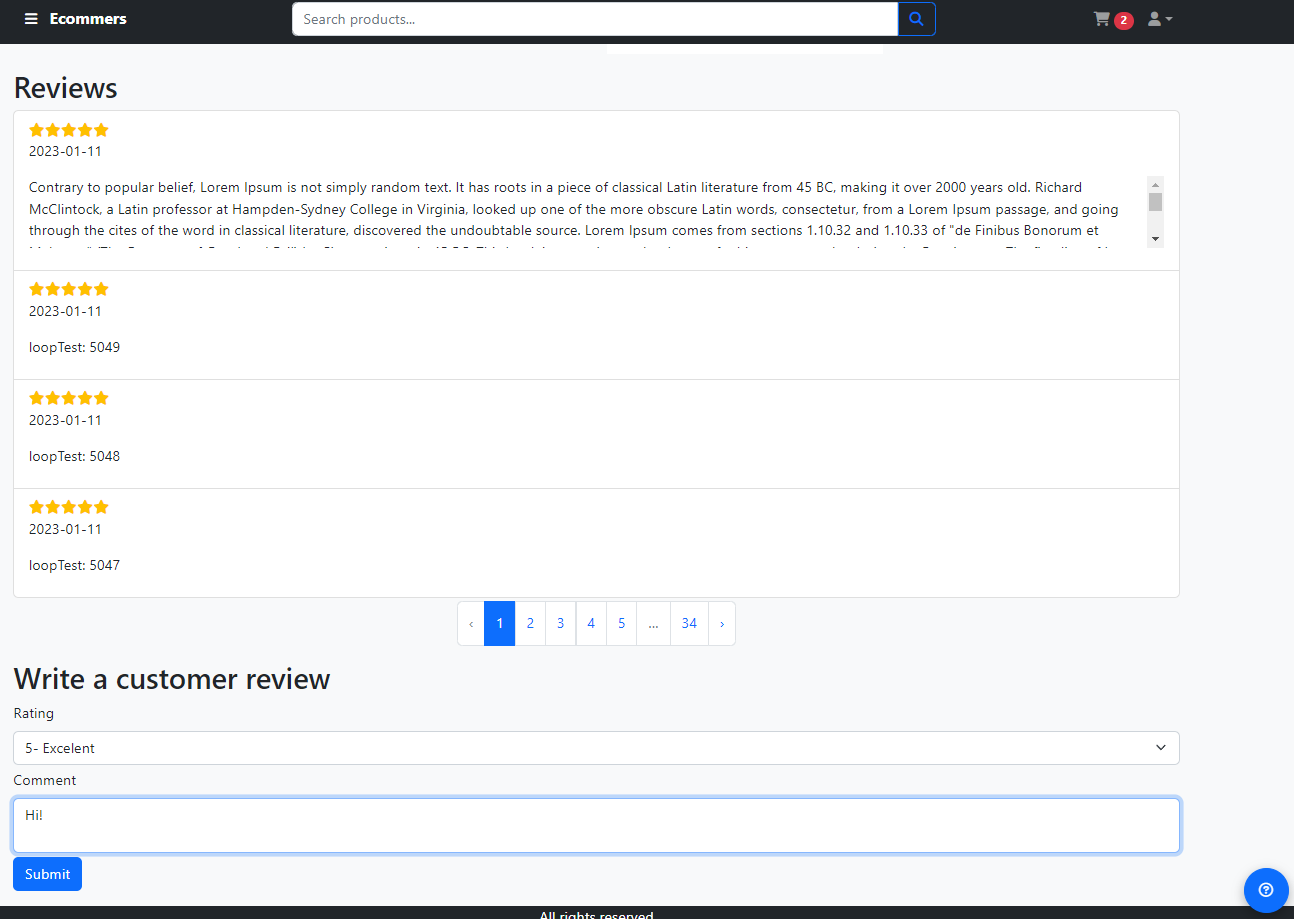 Ecommers
Search products...
2
Reviews
2023-01-11
Contrary to popular belief, Lorem Ipsum is not simply random text. It has roots in a piece of classical Latin literature from 45 BC, making it over 2000 years old. Richard
McClintock, a Latin professor at Hampden-Sydney College in Virginia, looked up one of the more obscure Latin words, consectetur, from a Lorem Ipsum passage, and going
through the cites of the word in classical literature, discovered the undoubtable source. Lorem Ipsum comes from sections 1.10.32 and 1.10.33 of "de Finibus Bonorum et
2023-01-11
loopTest: 5049
2023-01-11
loopTest: 5048
2023-01-11
loopTest: 5047
‹ 1 2 3 4 5 ... 34 ›
Write a customer review
Rating
5- Excelent
Comment
Hi!
Submit
All rights reserved